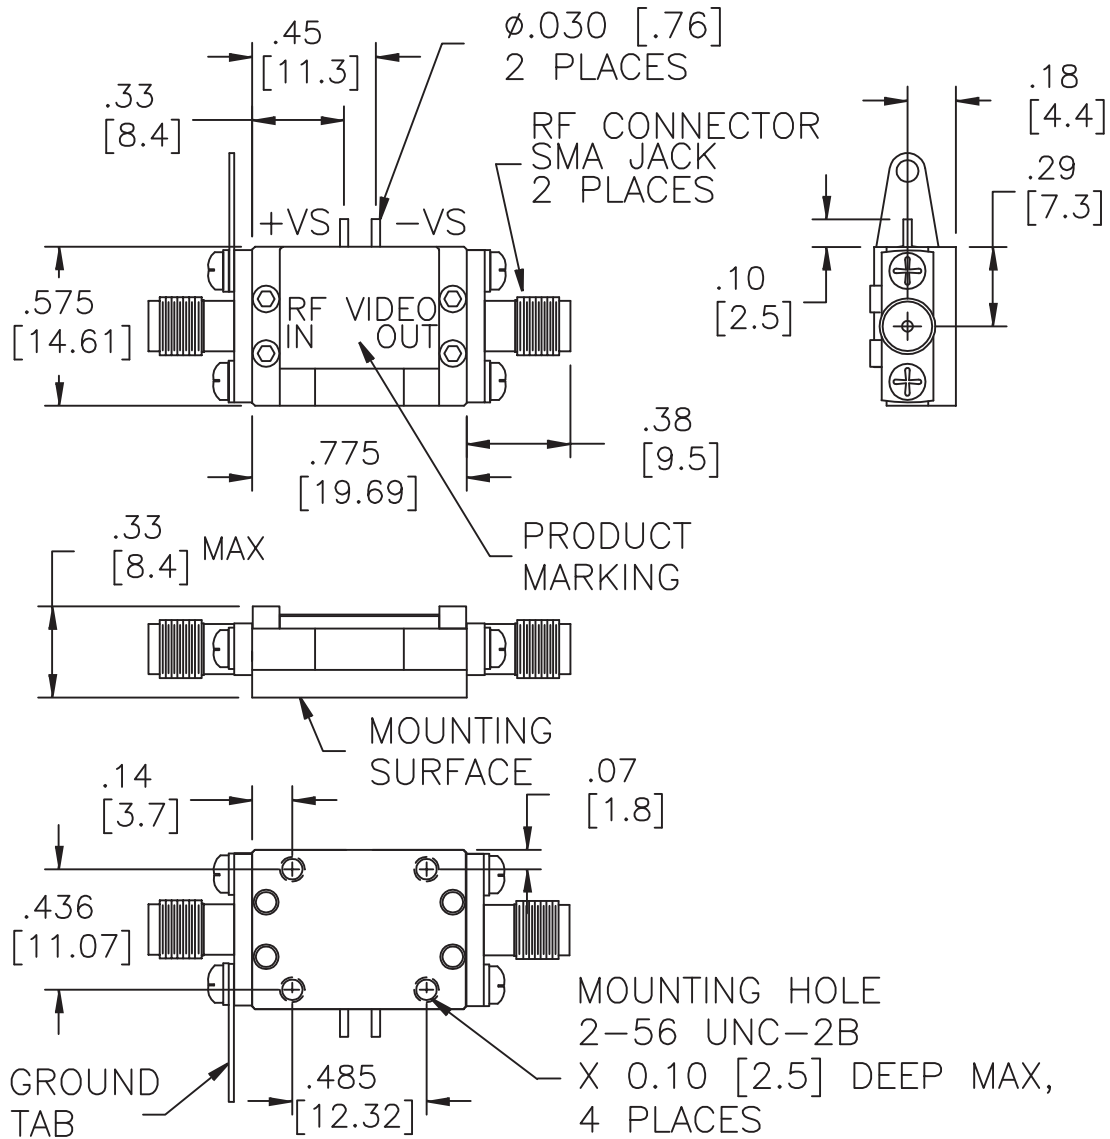 .45
[11.3]
ø.030 [.76]
2 PLACES
.33
[8.4]
RF CONNECTOR
SMA JACK
2 PLACES
.18
[4.4]
.29
[7.3]
+VS
−VS
.575
[14.61]
RF VIDEO
IN OUT
.10
[2.5]
.38
[9.5]
.775
[19.69]
PRODUCT
MARKING
.33
[8.4] MAX
MOUNTING
SURFACE
.14
[3.7]
.07
[1.8]
.436
[11.07]
MOUNTING HOLE
2−56 UNC−2B
X 0.10 [2.5] DEEP MAX,
4 PLACES
GROUND
TAB
.485
[12.32]